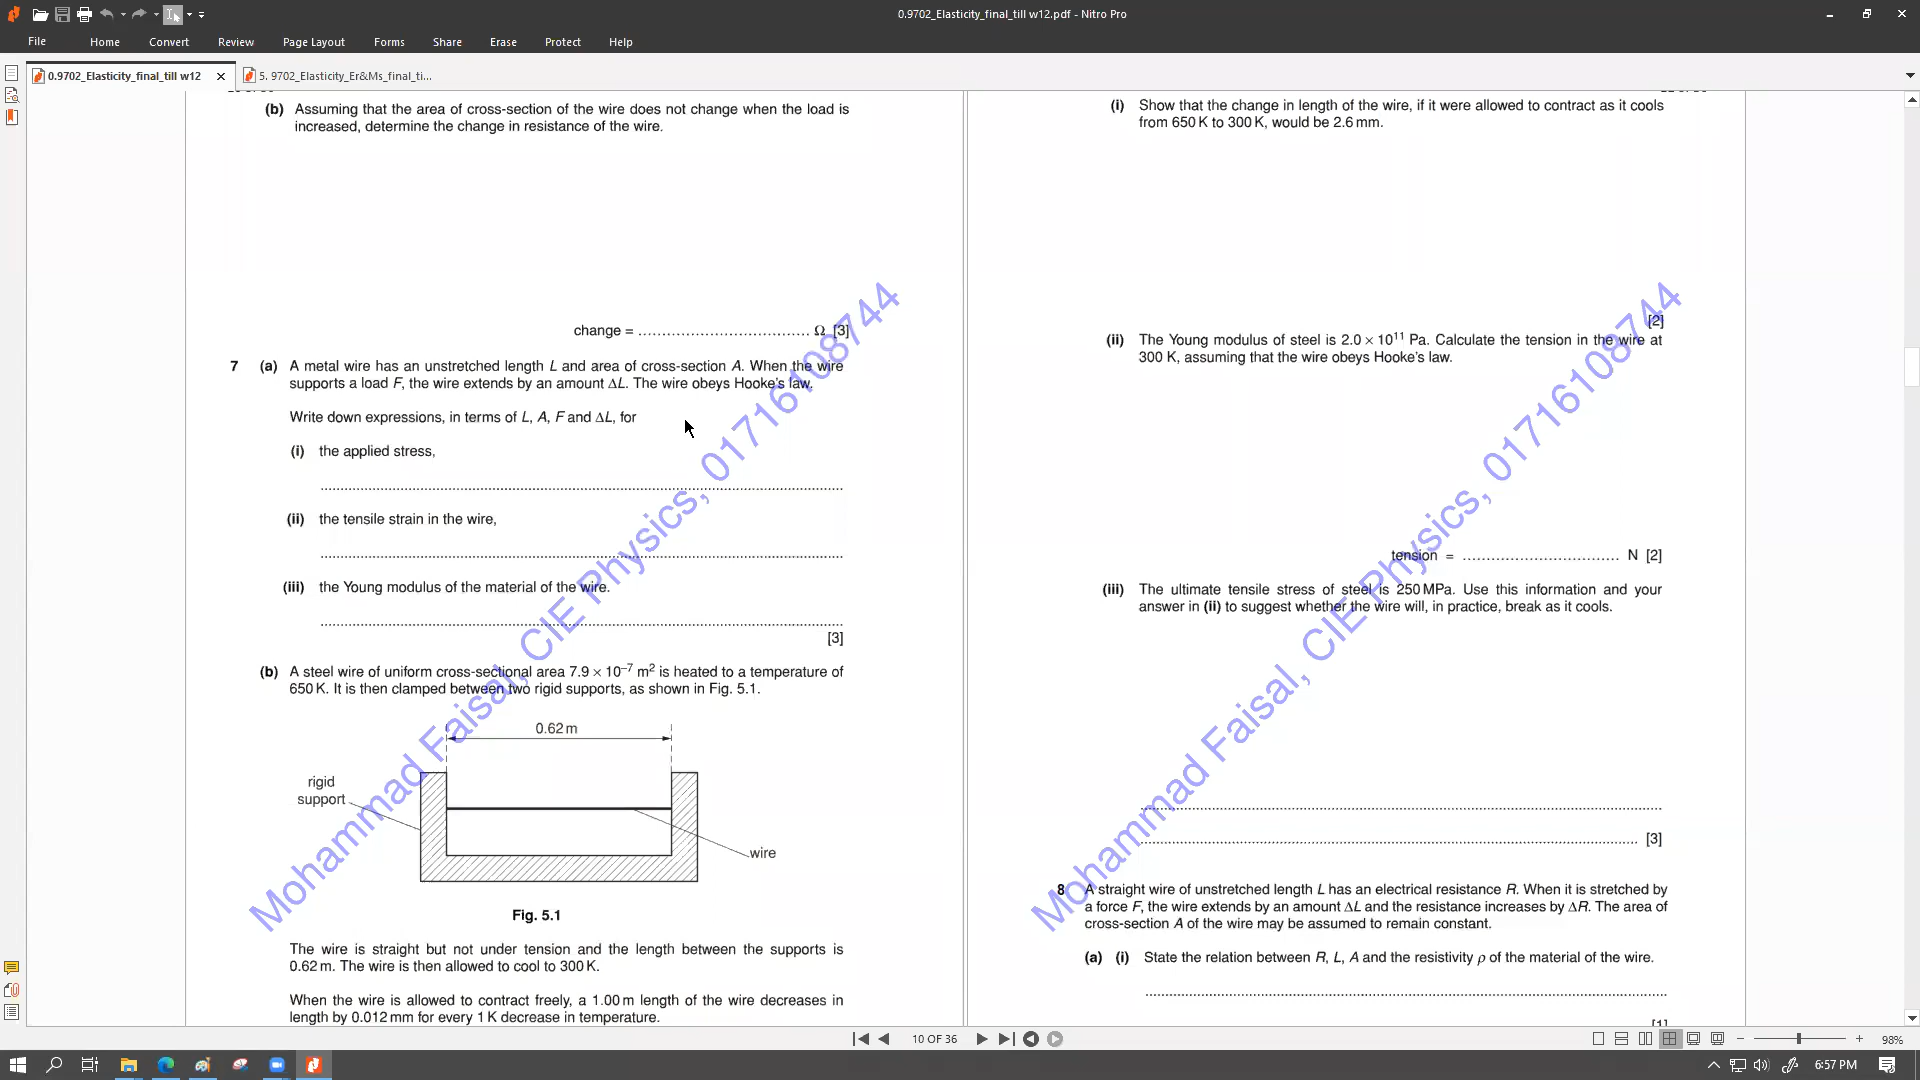 0.9702_Elasticity_final_till w12.pdf - Nitro Pro
File Home Convert Review Page Layout Forms Share Erase Protect Help
0.9702_Elasticity_final_till w12
5. 9702_Elasticity_Er&Ms_final_ti...
(b) Assuming that the area of cross-section of the wire does not change when the load is
increased, determine the change in resistance of the wire.
change = .................................... Ω [3]
7 (a) A metal wire has an unstretched length L and area of cross-section A. When the wire
supports a load F, the wire extends by an amount ΔL. The wire obeys Hooke's law.
Write down expressions, in terms of L, A, F and ΔL, for
(i) the applied stress,
(ii) the tensile strain in the wire,
(iii) the Young modulus of the material of the wire.
[3]
(b) A steel wire of uniform cross-sectional area 7.9 × 10⁻⁷ m² is heated to a temperature of
650 K. It is then clamped between two rigid supports, as shown in Fig. 5.1.
0.62 m
rigid
support
wire
Fig. 5.1
The wire is straight but not under tension and the length between the supports is
0.62 m. The wire is then allowed to cool to 300 K.
When the wire is allowed to contract freely, a 1.00 m length of the wire decreases in
length by 0.012 mm for every 1 K decrease in temperature.
Mohammad Faisal, CIE Physics, 01716108744
(i) Show that the change in length of the wire, if it were allowed to contract as it cools
from 650 K to 300 K, would be 2.6 mm.
[2]
(ii) The Young modulus of steel is 2.0 × 10¹¹ Pa. Calculate the tension in the wire at
300 K, assuming that the wire obeys Hooke's law.
tension = ................................. N [2]
(iii) The ultimate tensile stress of steel is 250 MPa. Use this information and your
answer in (ii) to suggest whether the wire will, in practice, break as it cools.
[3]
8 A straight wire of unstretched length L has an electrical resistance R. When it is stretched by
a force F, the wire extends by an amount ΔL and the resistance increases by ΔR. The area of
cross-section A of the wire may be assumed to remain constant.
(a) (i) State the relation between R, L, A and the resistivity ρ of the material of the wire.
[1]
Mohammad Faisal, CIE Physics, 01716108744
10 OF 36
98%
6:57 PM